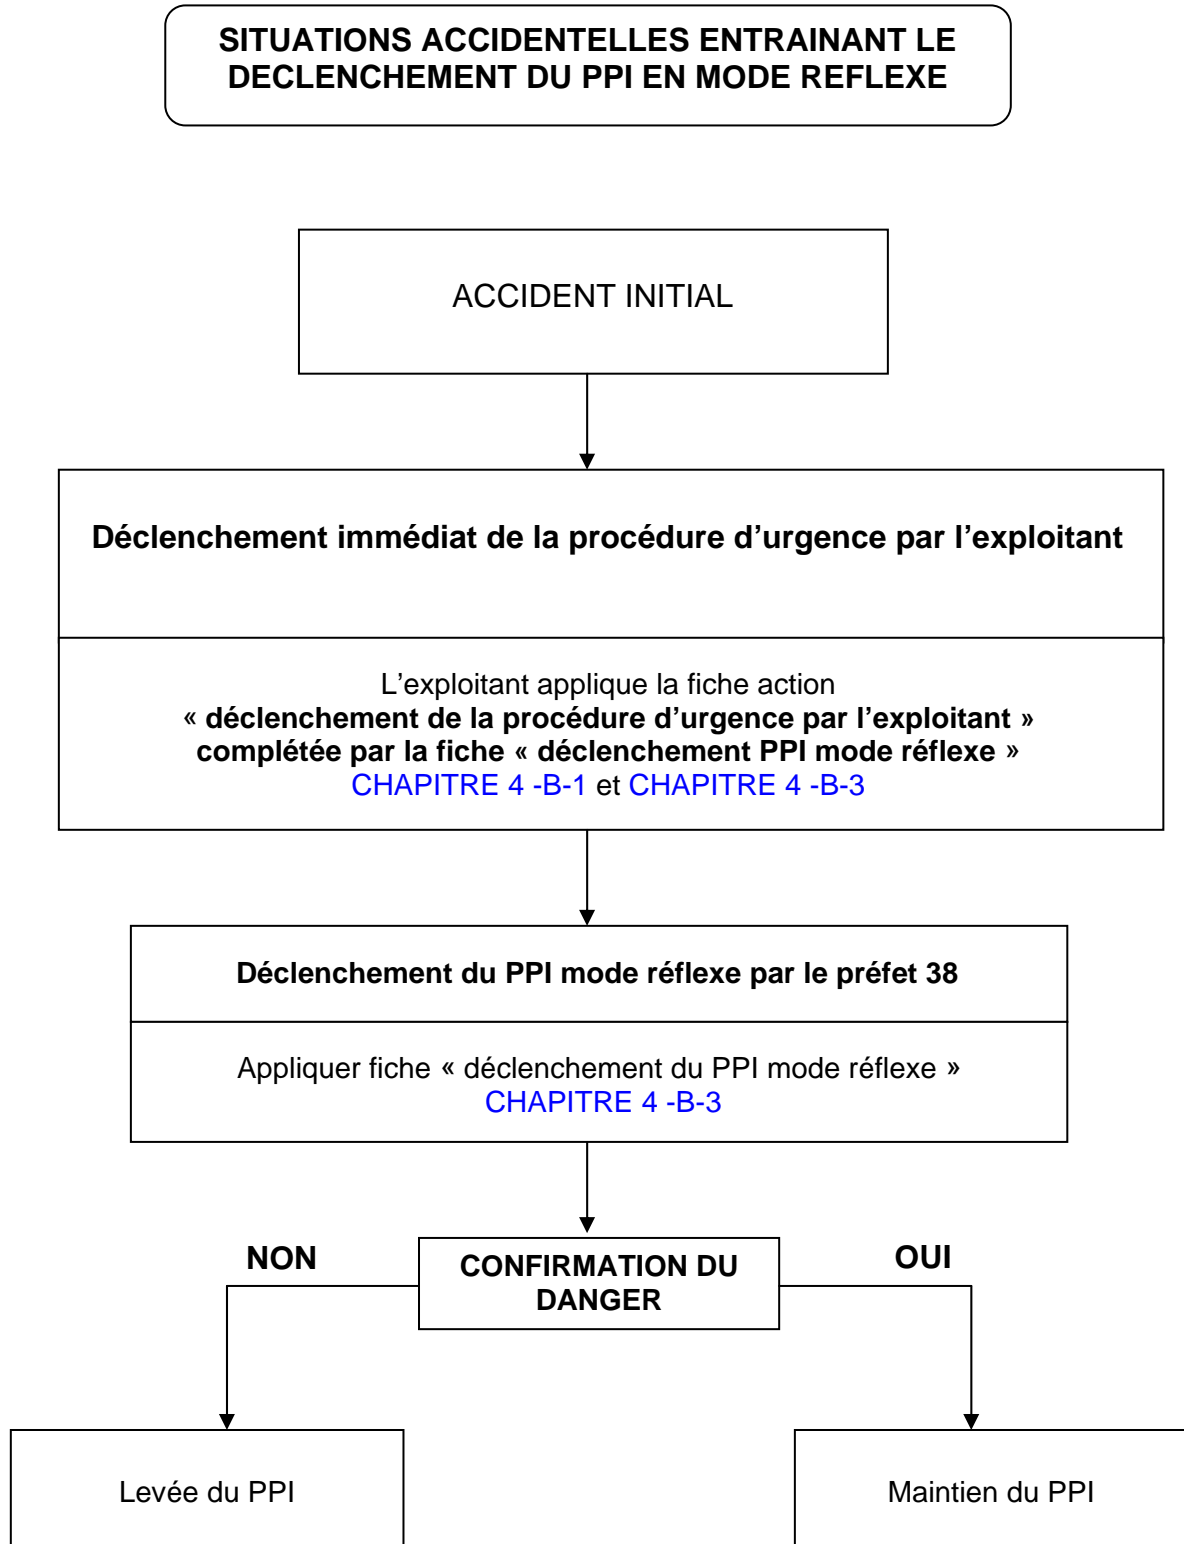 SITUATIONS ACCIDENTELLES ENTRAINANT LE
DECLENCHEMENT DU PPI EN MODE REFLEXE
ACCIDENT INITIAL
Déclenchement immédiat de la procédure d’urgence par l’exploitant
L’exploitant applique la fiche action
« déclenchement de la procédure d’urgence par l’exploitant »
complétée par la fiche « déclenchement PPI mode réflexe »
CHAPITRE 4 -B-1 et CHAPITRE 4 -B-3
Déclenchement du PPI mode réflexe par le préfet 38
Appliquer fiche « déclenchement du PPI mode réflexe »
CHAPITRE 4 -B-3
NON
CONFIRMATION DU
DANGER
OUI
Levée du PPI
Maintien du PPI